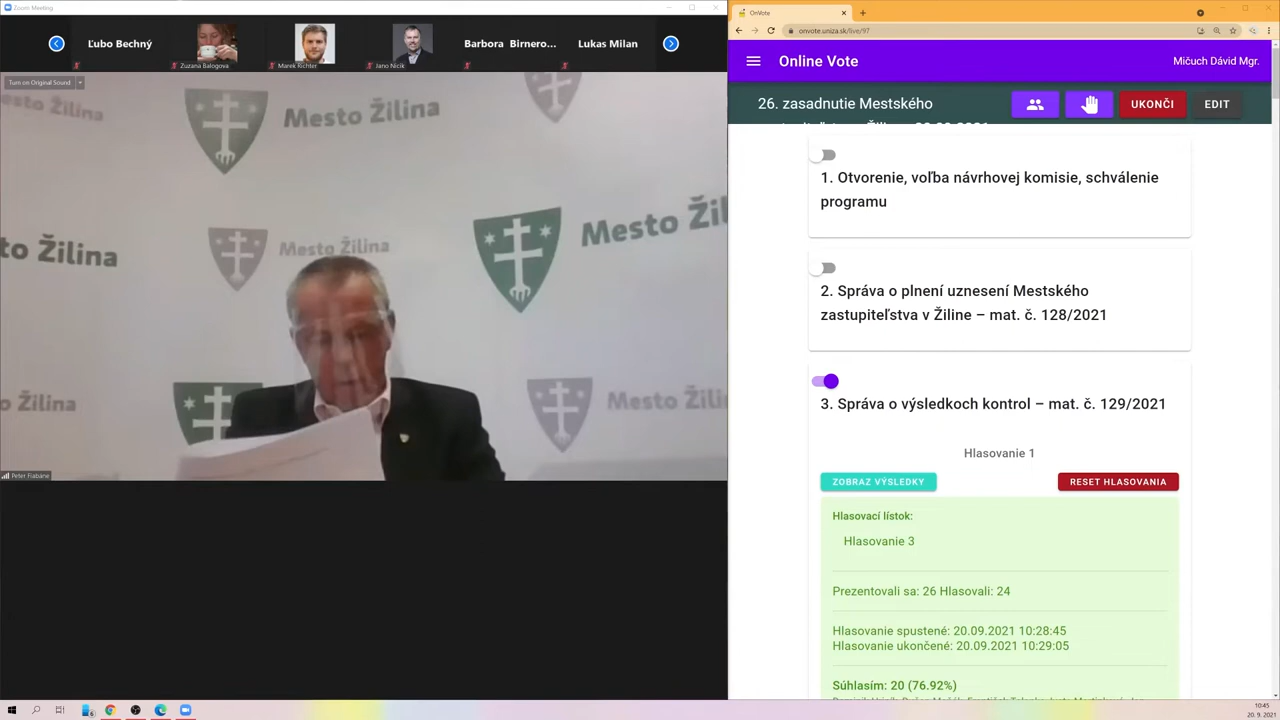 Zoom Meeting
Ľubo Bechný
Zuzana Balogova
Marek Richter
Jano Ničík
Barbora Birnero...
Lukas Milan
Turn on Original Sound
Mesto Žilina
Mesto Žilina
to Žilina
Mesto Žilina
Mesto Žil
sto Žilina
Mesto Žilina
Peter Fiabáne
OnVote
onvote.uniza.sk/live/97
Online Vote
Mičuch Dávid Mgr.
26. zasadnutie Mestského
UKONČI
EDIT
1. Otvorenie, voľba návrhovej komisie, schválenie
programu
2. Správa o plnení uznesení Mestského
zastupiteľstva v Žiline – mat. č. 128/2021
3. Správa o výsledkoch kontrol – mat. č. 129/2021
Hlasovanie 1
ZOBRAZ VÝSLEDKY
RESET HLASOVANIA
Hlasovací lístok:
Hlasovanie 3
Prezentovali sa: 26 Hlasovali: 24
Hlasovanie spustené: 20.09.2021 10:28:45
Hlasovanie ukončené: 20.09.2021 10:29:05
Súhlasím: 20 (76.92%)
10:45
20. 9. 2021